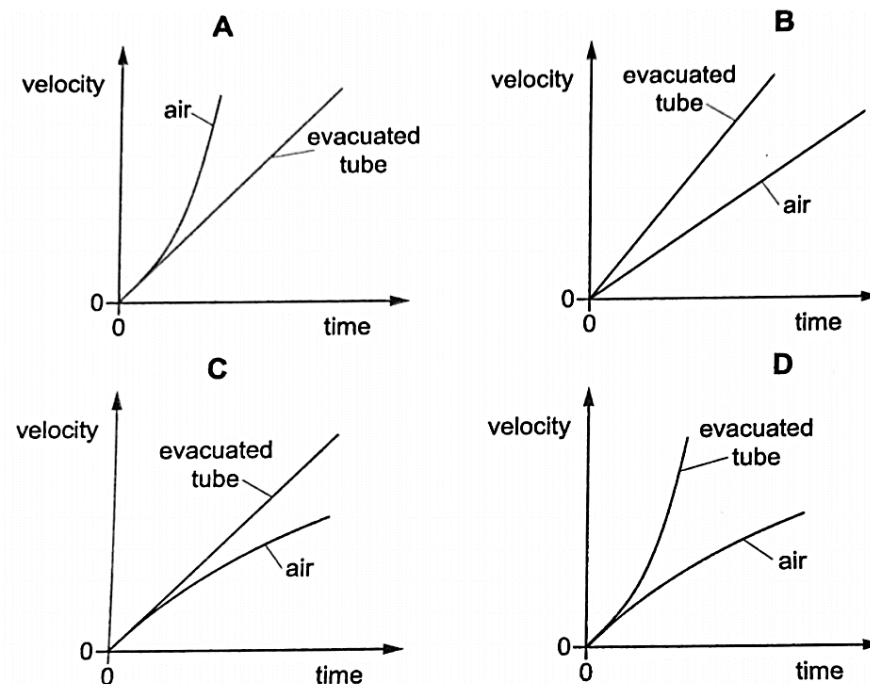 A
velocity
air
evacuated
tube
0
0
time
B
velocity
evacuated
tube
air
0
0
time
C
velocity
evacuated
tube
air
0
0
time
D
velocity
evacuated
tube
air
0
0
time